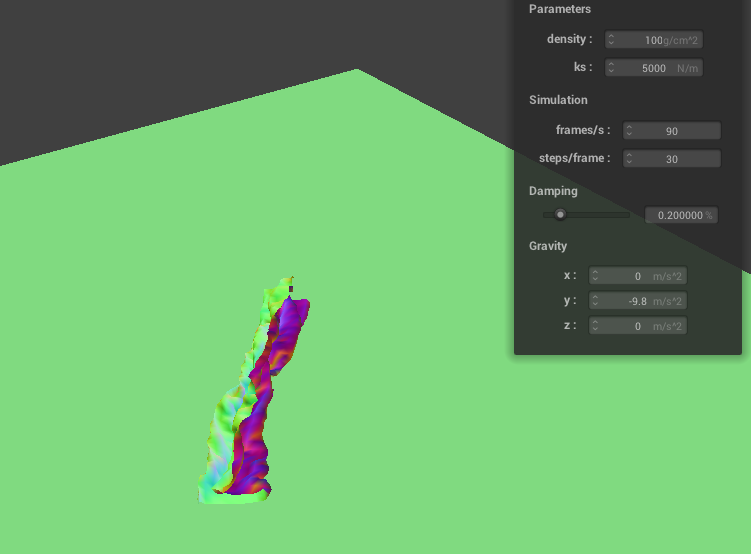 Parameters
density : 100 g/cm^2
ks : 5000 N/m
Simulation
frames/s : 90
steps/frame : 30
Damping
0.200000 %
Gravity
x : 0 m/s^2
y : -9.8 m/s^2
z : 0 m/s^2